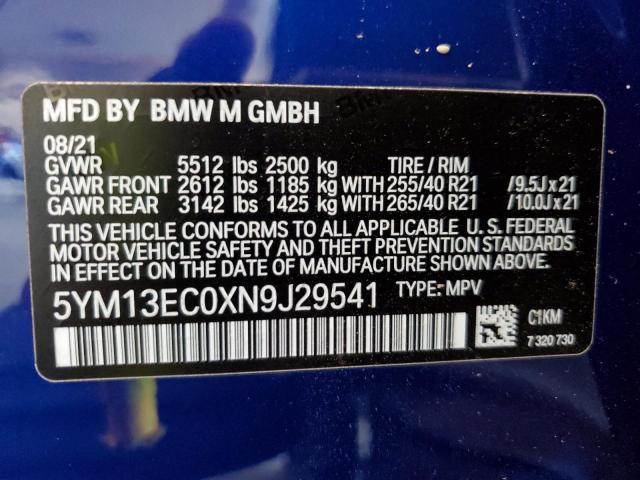 MFD BY BMW M GMBH
08/21
GVWR 5512 lbs 2500 kg TIRE / RIM
GAWR FRONT 2612 lbs 1185 kg WITH 255/40 R21 /9.5J x 21
GAWR REAR 3142 lbs 1425 kg WITH 265/40 R21 /10.0J x 21
THIS VEHICLE CONFORMS TO ALL APPLICABLE U. S. FEDERAL
MOTOR VEHICLE SAFETY AND THEFT PREVENTION STANDARDS
IN EFFECT ON THE DATE OF MANUFACTURE SHOWN ABOVE.
5YM13EC0XN9J29541 TYPE: MPV
C1KM
7 320 730